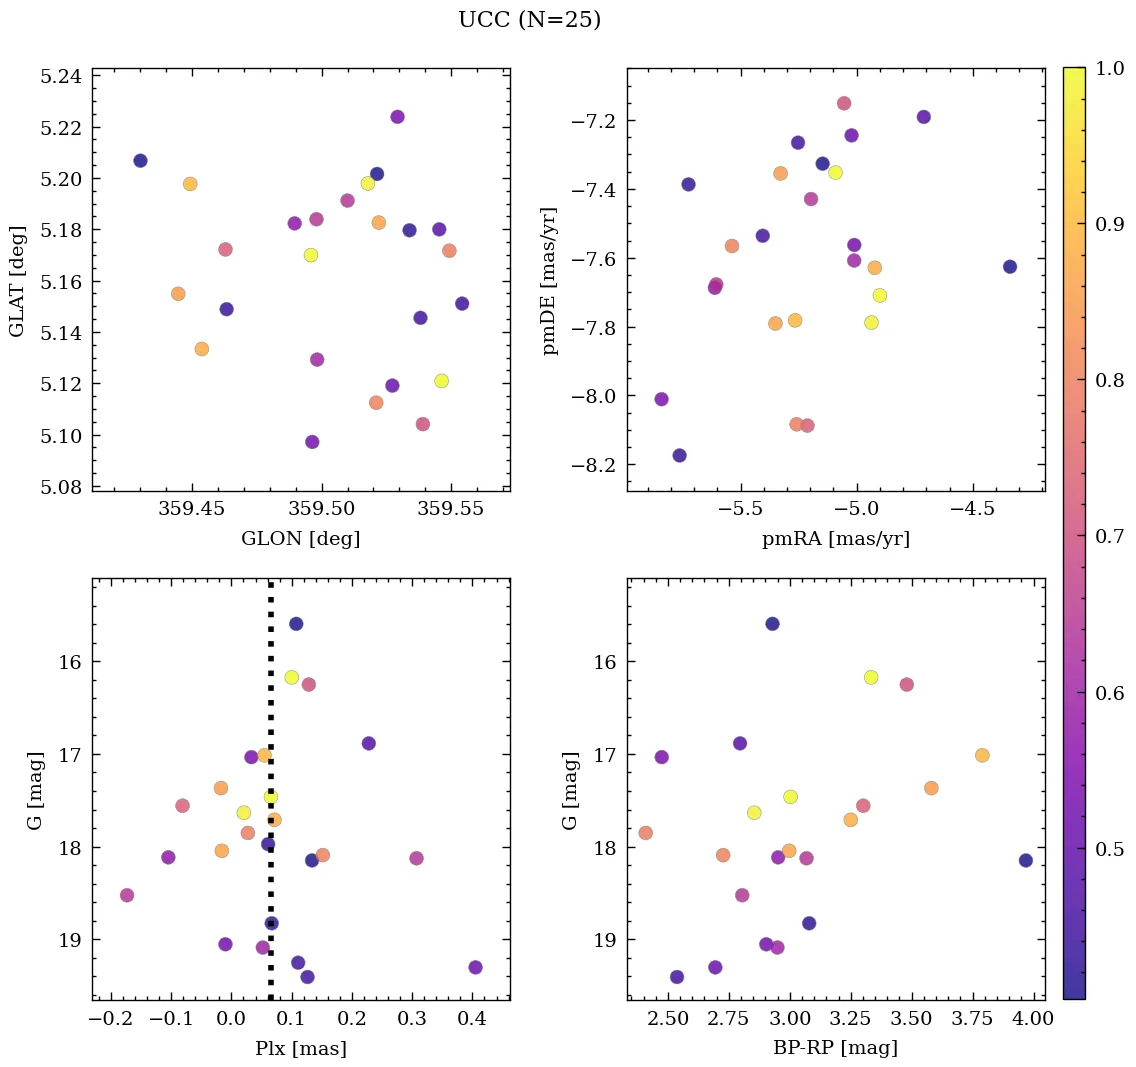 UCC (N=25)
5.24
5.22
5.20
5.18
5.16
5.14
5.12
5.10
5.08
GLAT [deg]
359.45 359.50 359.55
GLON [deg]
−7.2
−7.4
−7.6
−7.8
−8.0
−8.2
pmDE [mas/yr]
−5.5 −5.0 −4.5
pmRA [mas/yr]
1.0
0.9
0.8
0.7
0.6
0.5
16
17
18
19
G [mag]
−0.2 −0.1 0.0 0.1 0.2 0.3 0.4
Plx [mas]
16
17
18
19
G [mag]
2.50 2.75 3.00 3.25 3.50 3.75 4.00
BP-RP [mag]